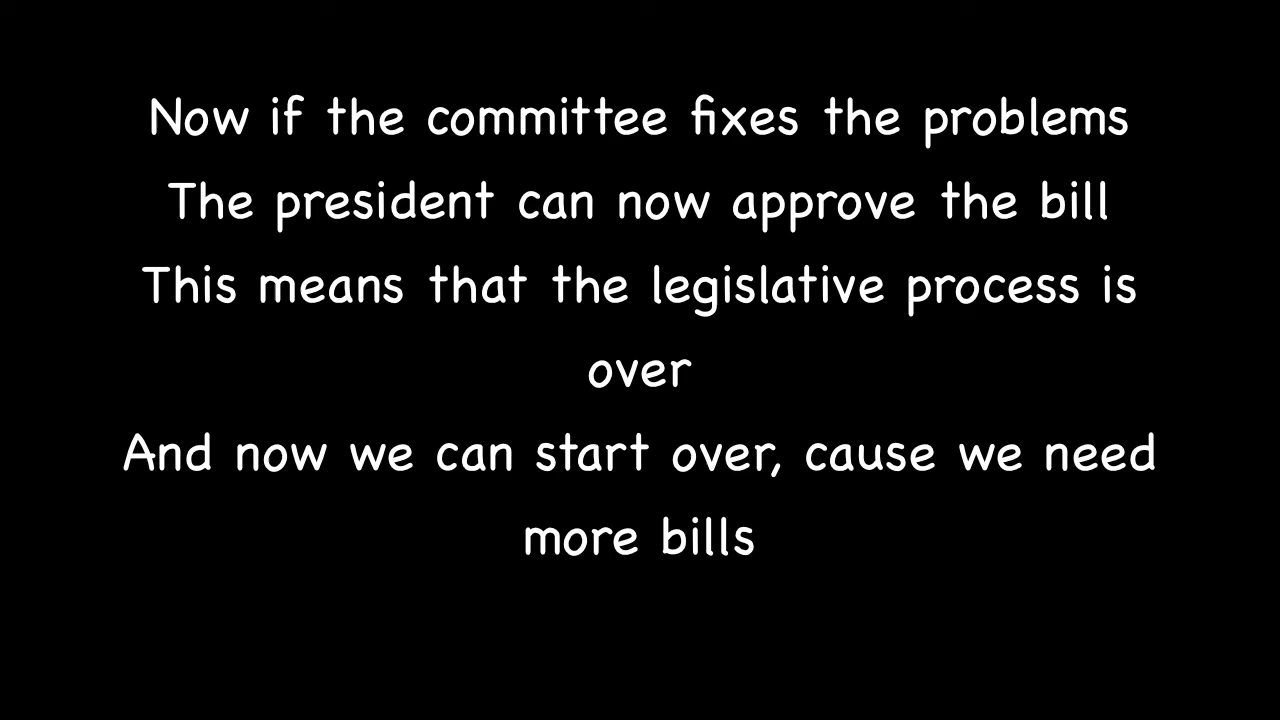 Now if the committee fixes the problems
The president can now approve the bill
This means that the legislative process is
over
And now we can start over, cause we need
more bills